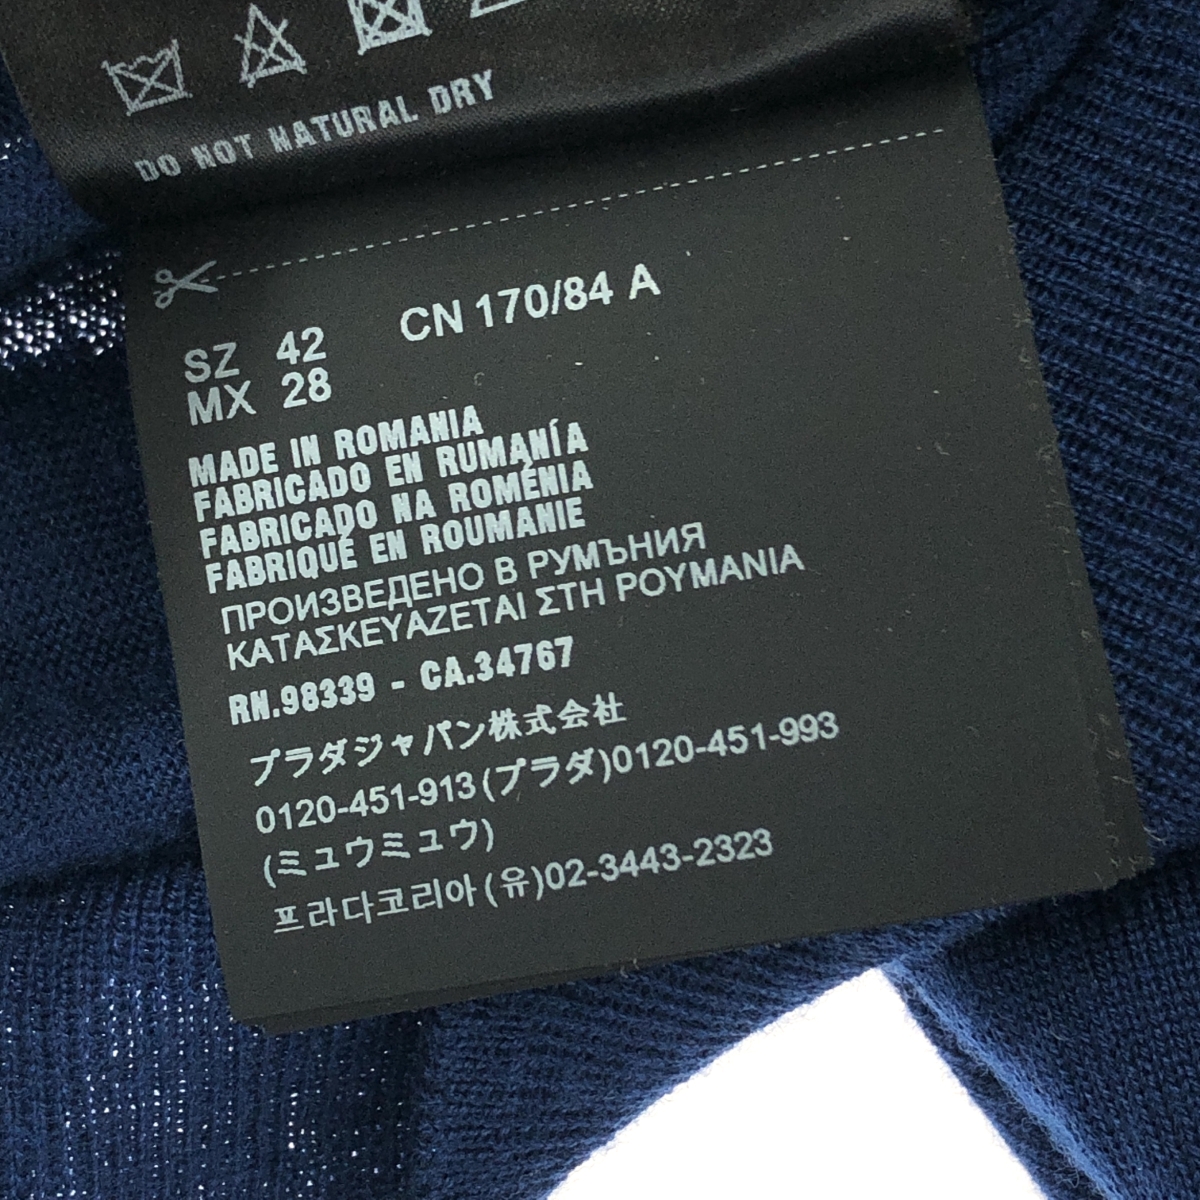 DO NOT NATURAL DRY
SZ 42 CN 170/84 A
MX 28
MADE IN ROMANIA
FABRICADO EN RUMANÍA
FABRICADO NA ROMÉNIA
FABRIQUÉ EN ROUMANIE
ПРОИЗВЕДЕНО В РУМЪНИЯ
ΚΑΤΑΣΚΕΥΑΖΕΤΑΙ ΣΤΗ ΡΟΥΜΑΝΙΑ
RN.98339 - CA.34767
プラダジャパン株式会社
0120-451-913(プラダ)0120-451-993
(ミュウミュウ)
프라다코리아(유)02-3443-2323